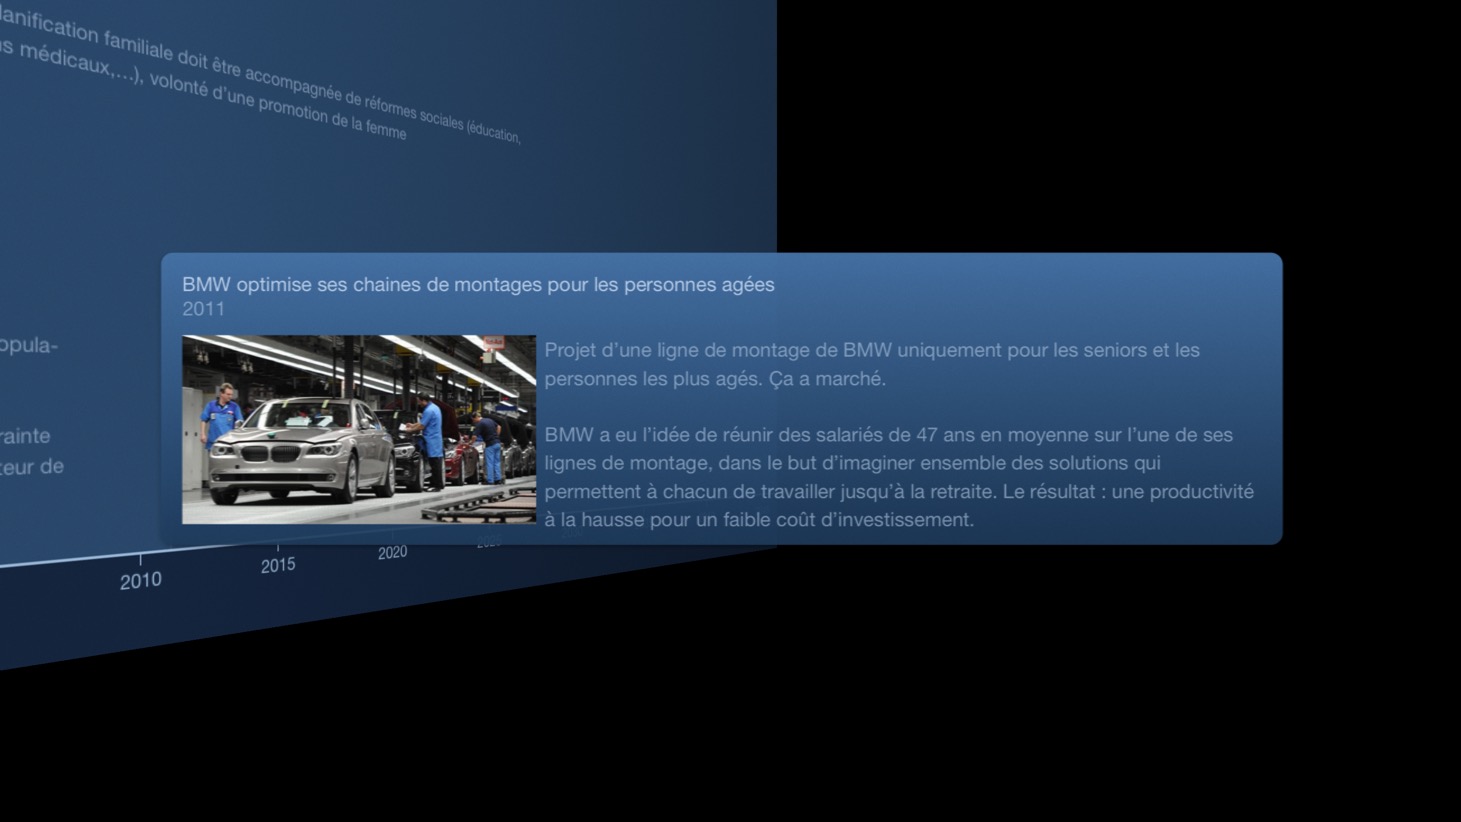 lanification familiale doit être accompagnée de réformes sociales (éducation,
s médicaux,…), volonté d’une promotion de la femme
BMW optimise ses chaines de montages pour les personnes agées
2011
opula-
Projet d’une ligne de montage de BMW uniquement pour les seniors et les
personnes les plus agés. Ça a marché.
rainte
teur de
BMW a eu l’idée de réunir des salariés de 47 ans en moyenne sur l’une de ses
lignes de montage, dans le but d’imaginer ensemble des solutions qui
permettent à chacun de travailler jusqu’à la retraite. Le résultat : une productivité
à la hausse pour un faible coût d’investissement.
2010
2015
2020
2025